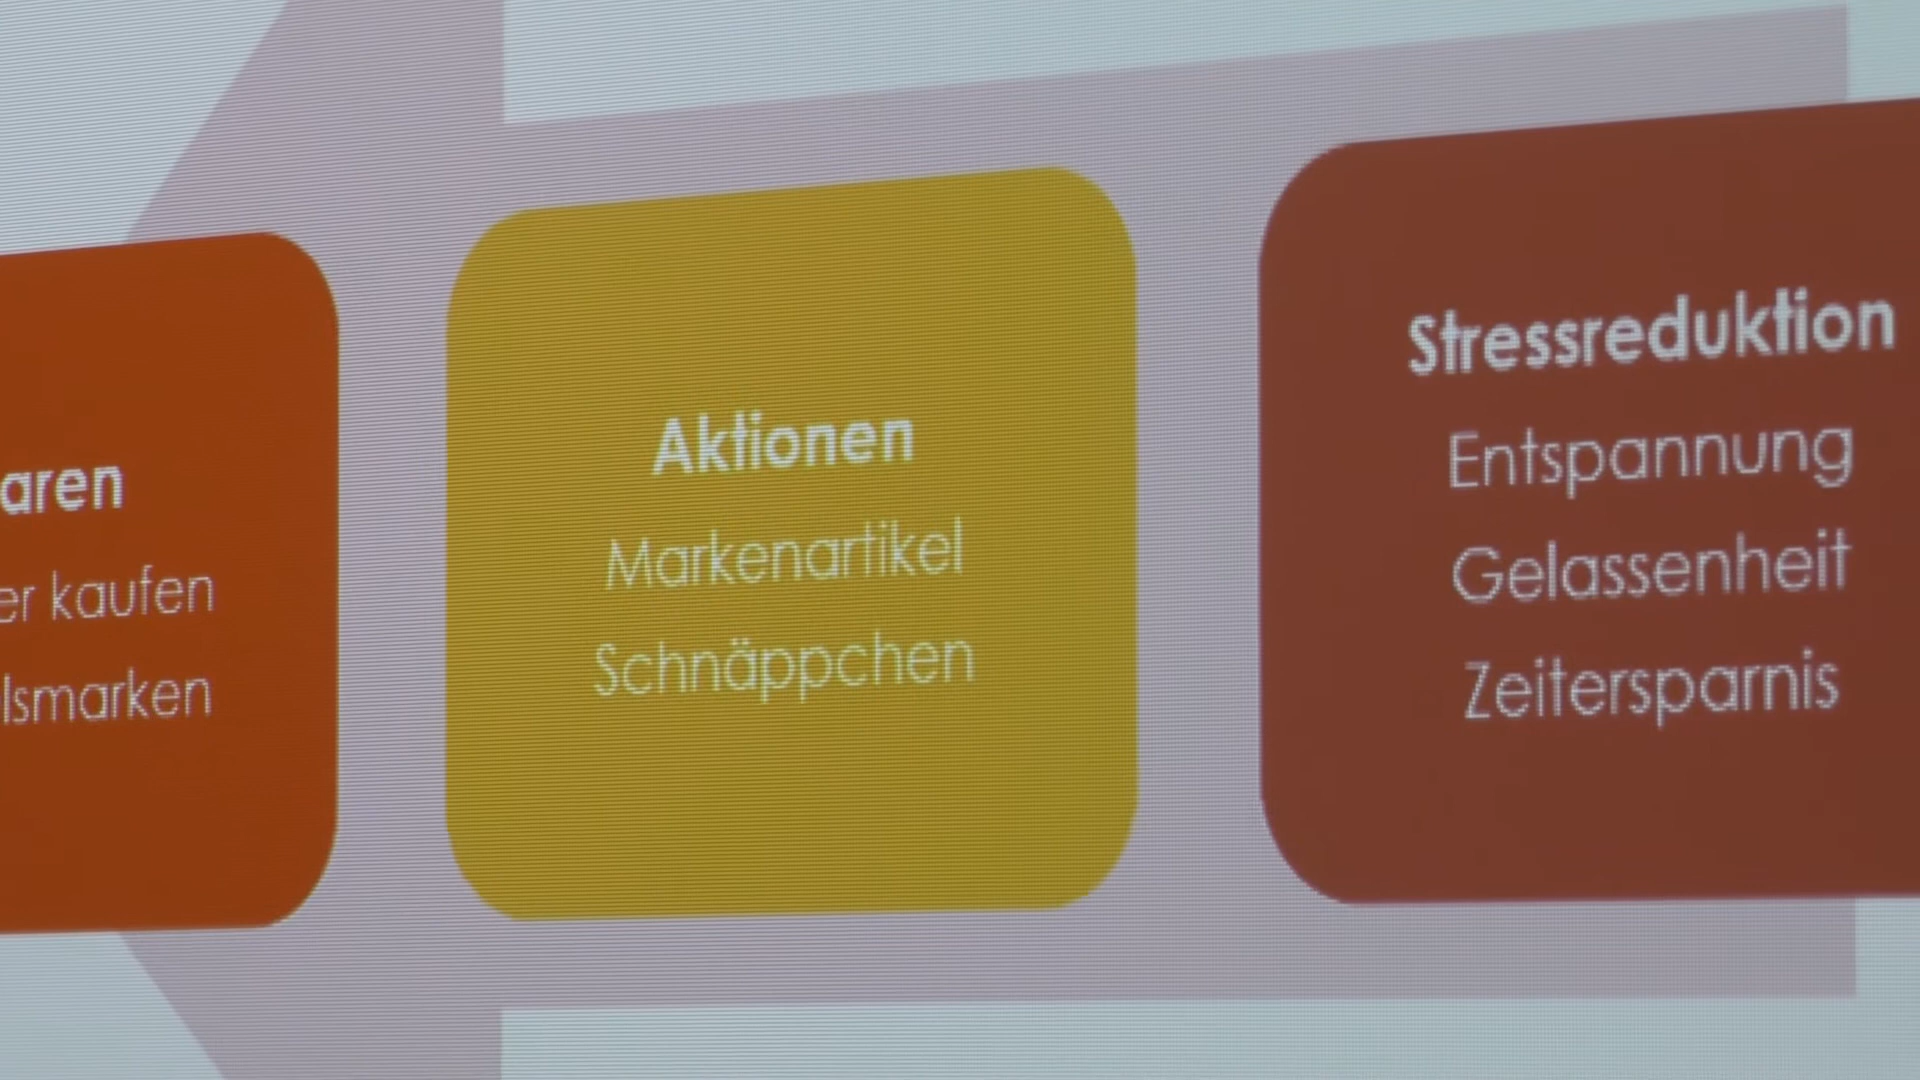 aren
er kaufen
lsmarken
Aktionen
Markenartikel
Schnäppchen
Stressreduktion
Entspannung
Gelassenheit
Zeitersparnis